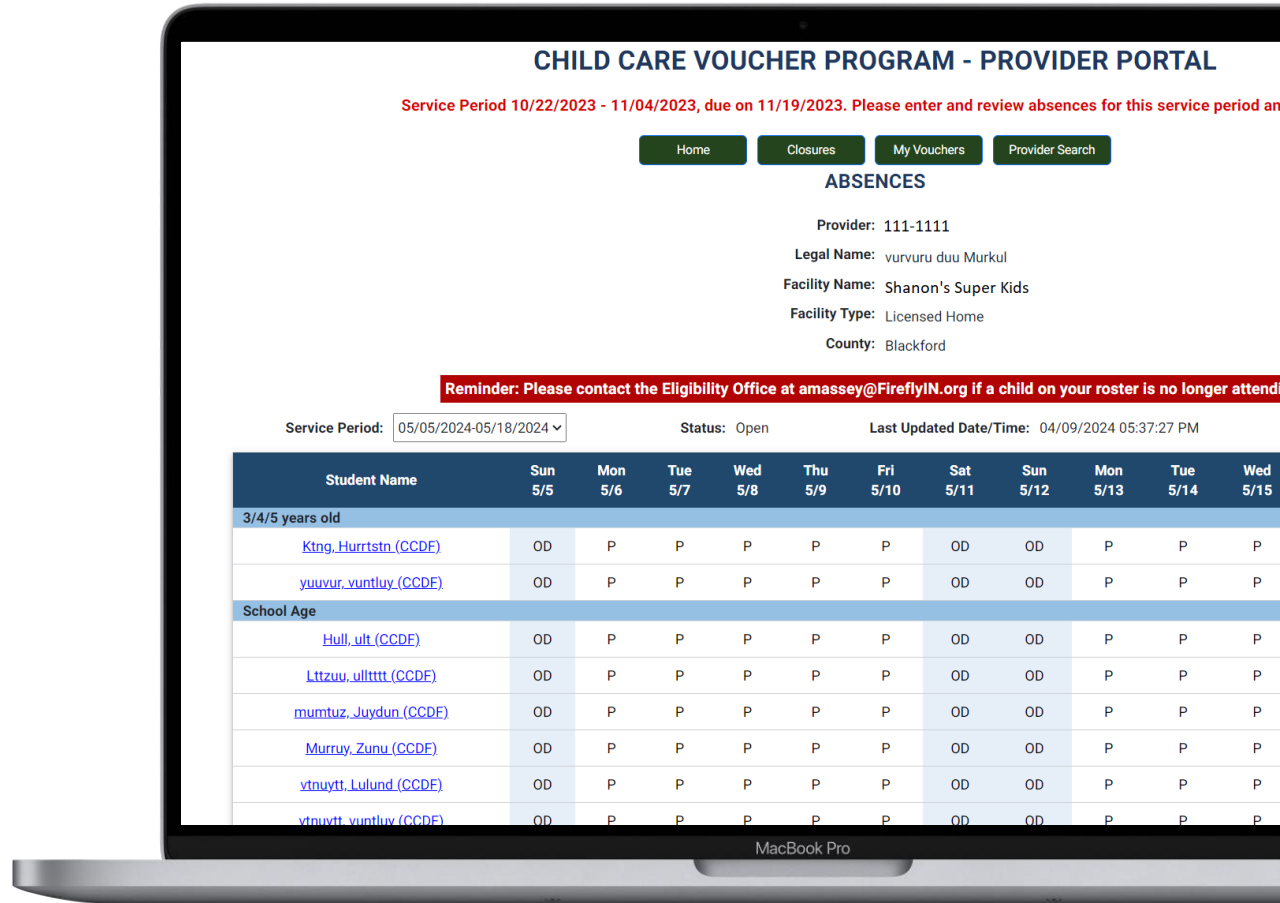 CHILD CARE VOUCHER PROGRAM - PROVIDER PORTAL
Service Period 10/22/2023 - 11/04/2023, due on 11/19/2023. Please enter and review absences for this service period an
Home Closures My Vouchers Provider Search
ABSENCES
Provider: 111-1111
Legal Name: vurvuru duu Murkul
Facility Name: Shanon's Super Kids
Facility Type: Licensed Home
County: Blackford
Reminder: Please contact the Eligibility Office at amassey@FireflyIN.org if a child on your roster is no longer attendi
Service Period: 05/05/2024-05/18/2024 Status: Open Last Updated Date/Time: 04/09/2024 05:37:27 PM
Student Name Sun 5/5 Mon 5/6 Tue 5/7 Wed 5/8 Thu 5/9 Fri 5/10 Sat 5/11 Sun 5/12 Mon 5/13 Tue 5/14 Wed 5/15
3/4/5 years old
Ktng, Hurrtstn (CCDF) OD P P P P P OD OD P P P
yuuvur, vuntluy (CCDF) OD P P P P P OD OD P P P
School Age
Hull, ult (CCDF) OD P P P P P OD OD P P P
Lttzuu, ulltttt (CCDF) OD P P P P P OD OD P P P
mumtuz, Juydun (CCDF) OD P P P P P OD OD P P P
Murruy, Zunu (CCDF) OD P P P P P OD OD P P P
vtnuytt, Lulund (CCDF) OD P P P P P OD OD P P P
vtnuytt, vuntluy (CCDF) OD P P P P P OD OD P P P
MacBook Pro